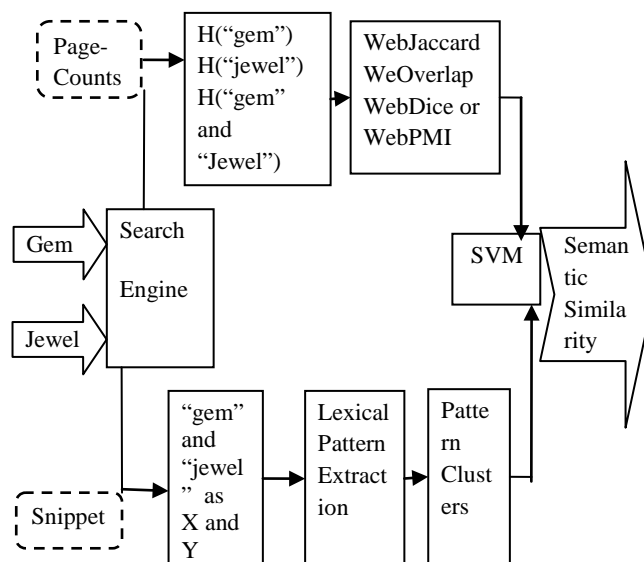 Page-
Counts
H(“gem”)
H(“jewel”)
H(“gem”
and
“Jewel”)
WebJaccard
WeOverlap
WebDice or
WebPMI
Gem
Jewel
Search
Engine
SVM
Seman
tic
Simila
rity
Snippet
“gem”
and
“jewel
” as
X and
Y
Lexical
Pattern
Extract
ion
Patte
rn
Clust
ers